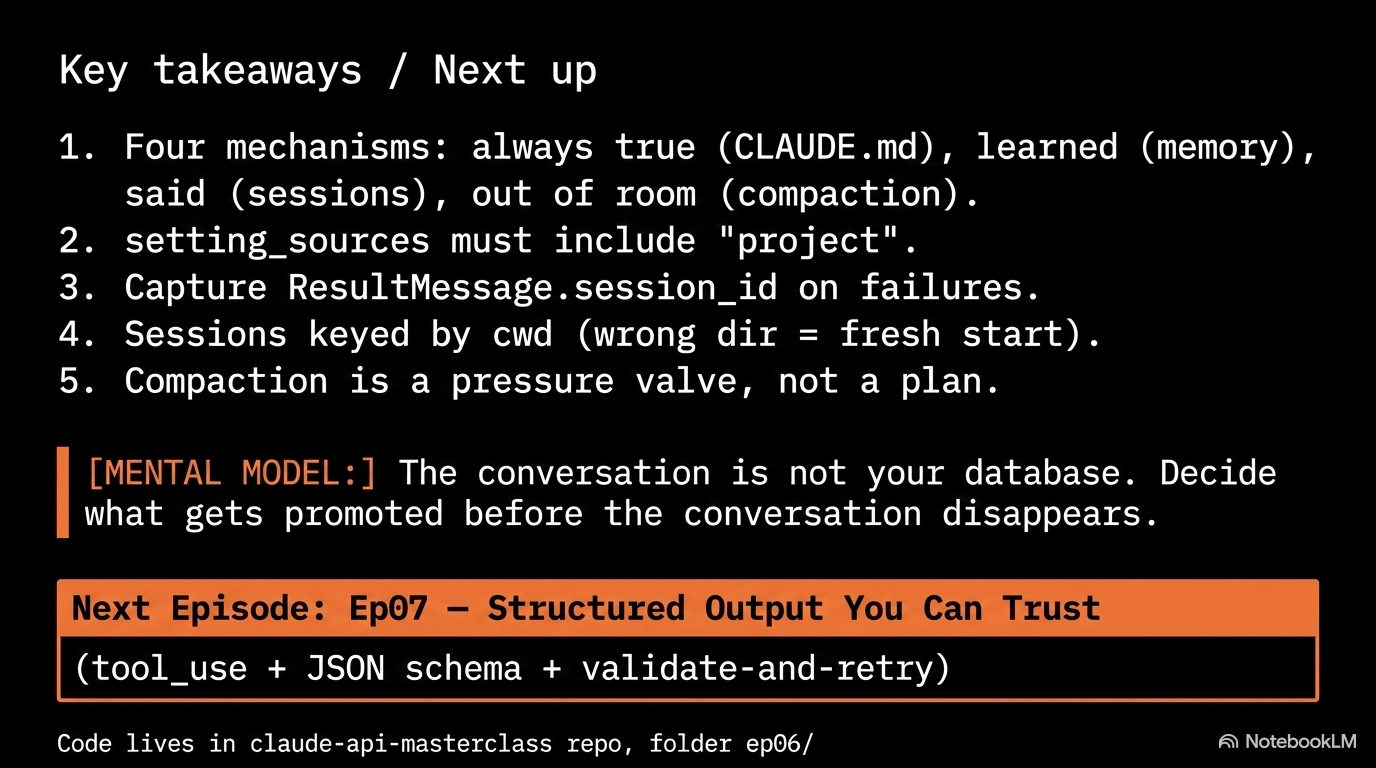 Key takeaways / Next up
1. Four mechanisms: always true (CLAUDE.md), learned (memory),
said (sessions), out of room (compaction).
2. setting_sources must include "project".
3. Capture ResultMessage.session_id on failures.
4. Sessions keyed by cwd (wrong dir = fresh start).
5. Compaction is a pressure valve, not a plan.
[MENTAL MODEL:] The conversation is not your database. Decide
what gets promoted before the conversation disappears.
Next Episode: Ep07 — Structured Output You Can Trust
(tool_use + JSON schema + validate-and-retry)
Code lives in claude-api-masterclass repo, folder ep06/
NotebookLM